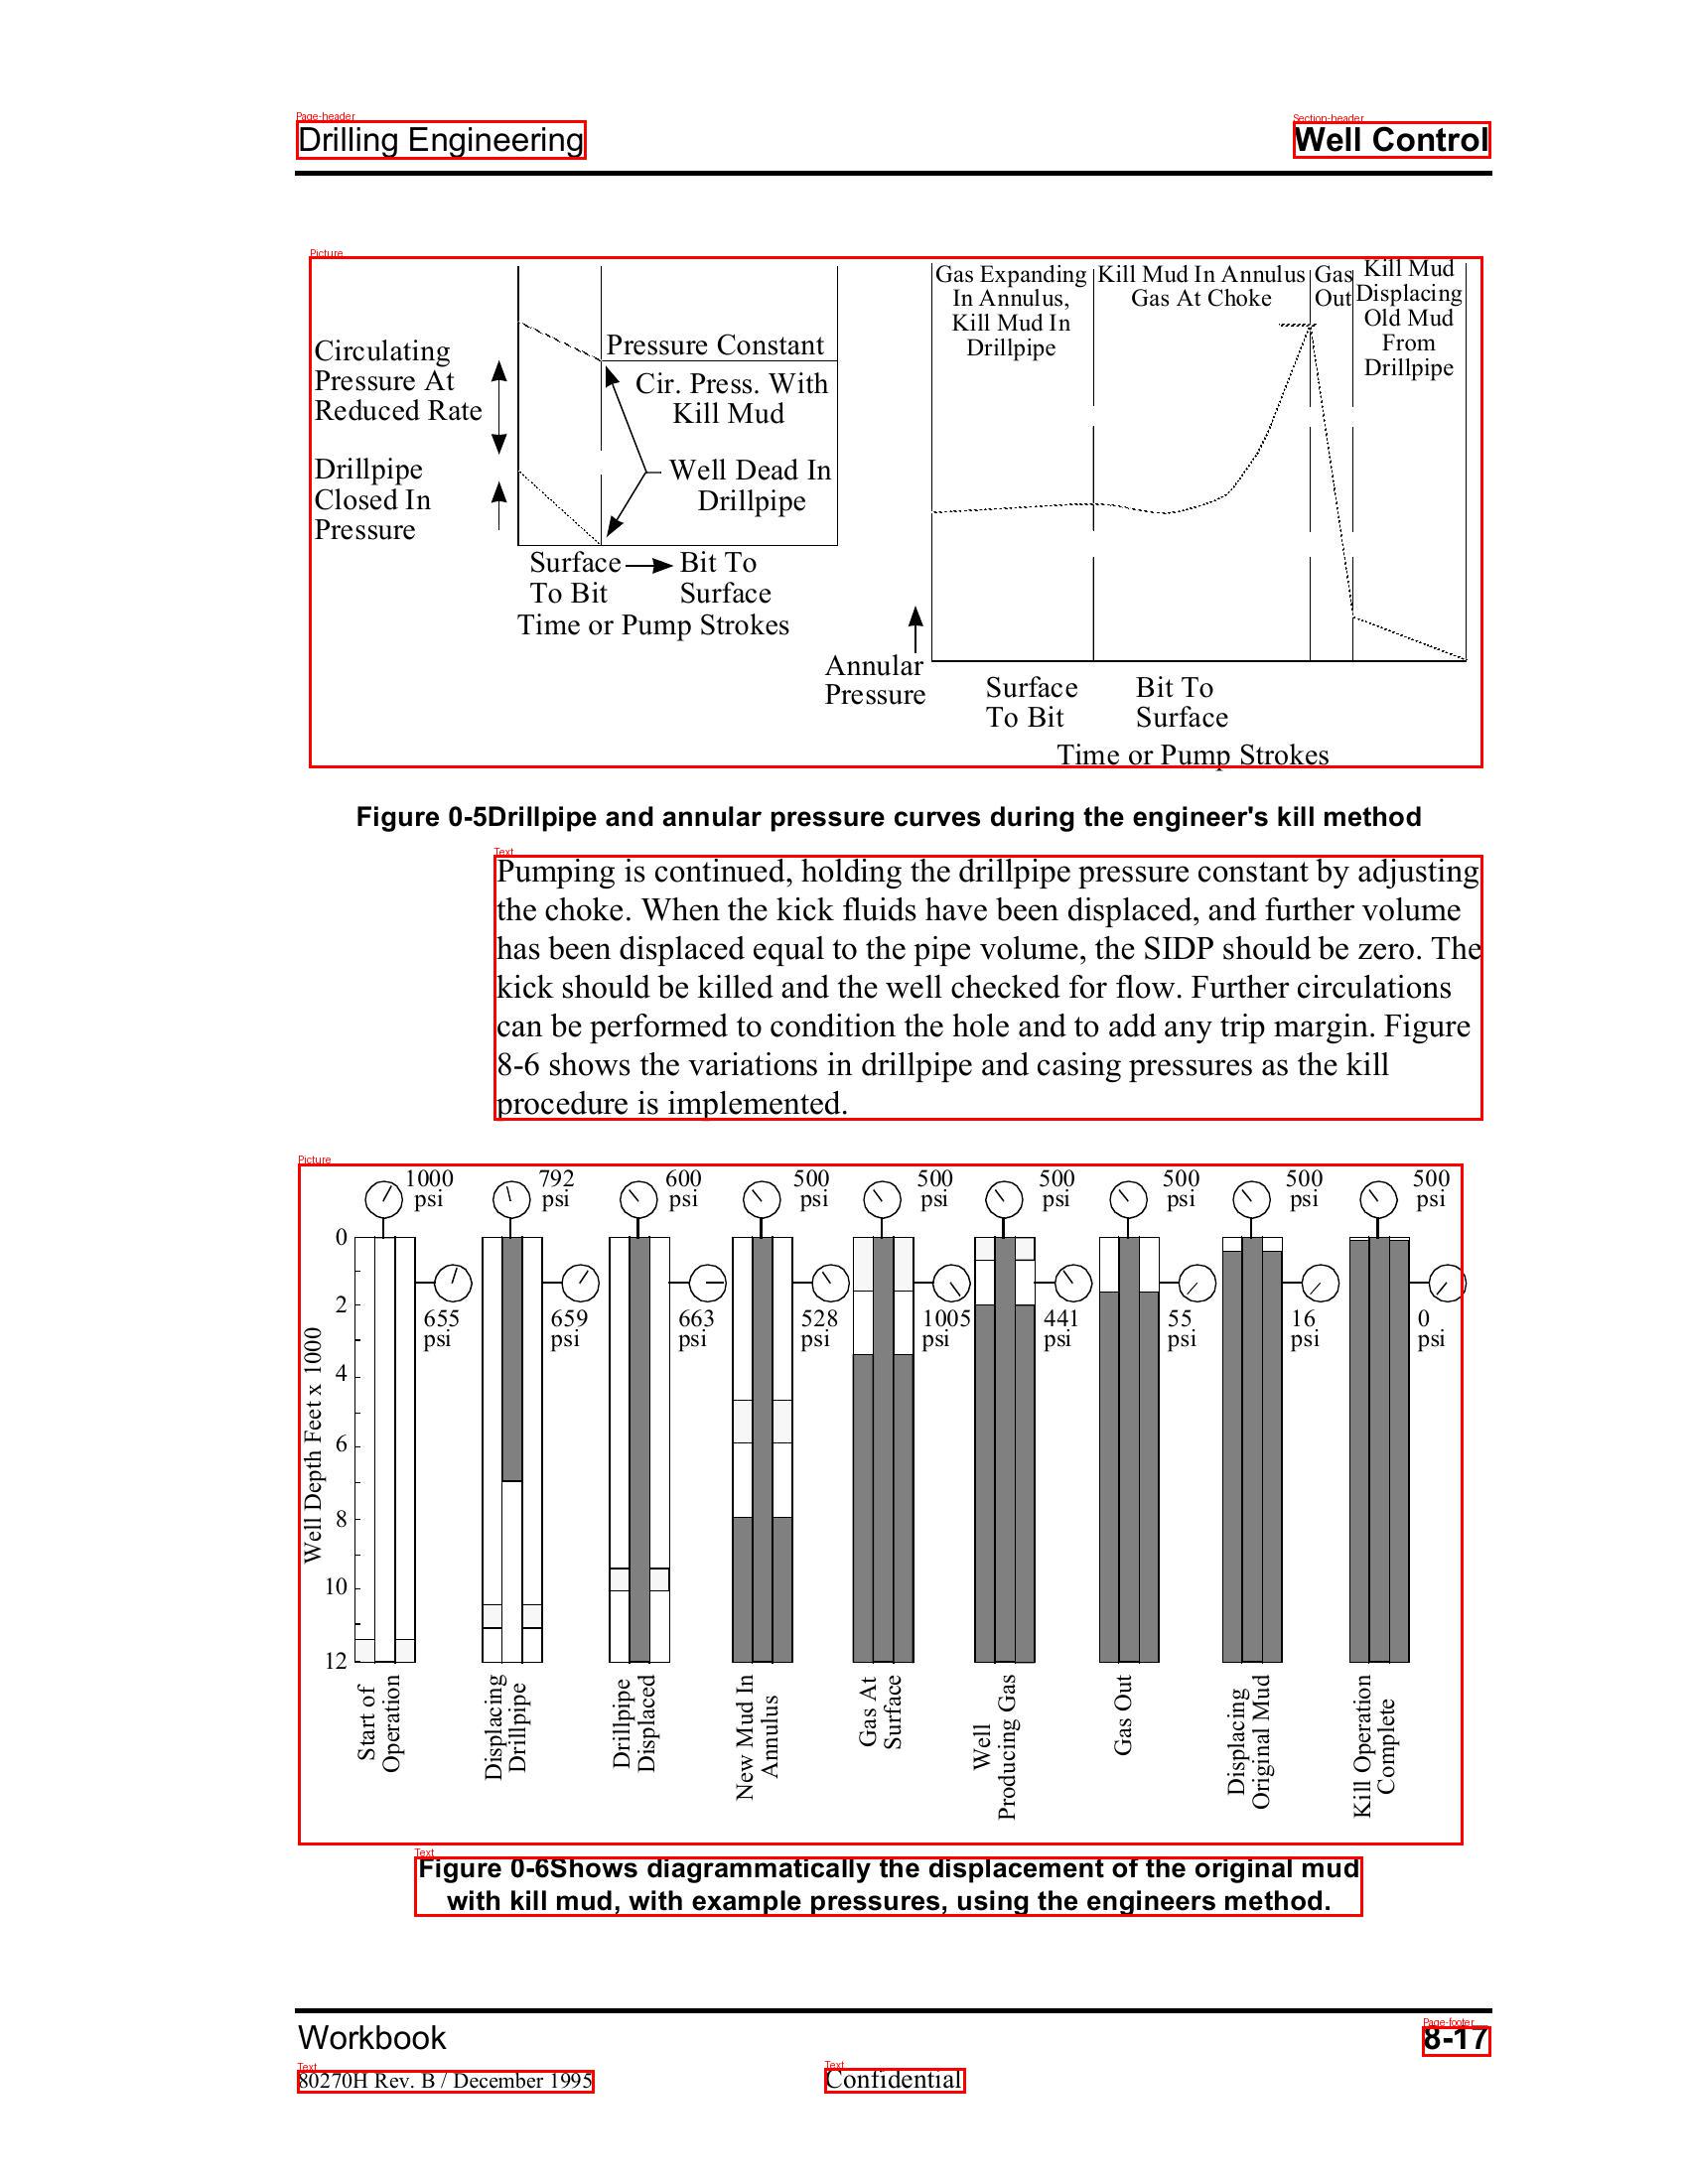 Page-header
Drilling Engineering
Section-header
Well Control
Picture
Circulating
Pressure At
Reduced Rate
Drillpipe
Closed In
Pressure
Pressure Constant
Cir. Press. With
Kill Mud
Well Dead In
Drillpipe
Surface
To Bit
Bit To
Surface
Time or Pump Strokes
Gas Expanding
In Annulus,
Kill Mud In
Drillpipe
Kill Mud In Annulus
Gas At Choke
Gas
Out
Kill Mud
Displacing
Old Mud
From
Drillpipe
Annular
Pressure
Surface
To Bit
Bit To
Surface
Time or Pump Strokes
Figure 0-5Drillpipe and annular pressure curves during the engineer's kill method
Text
Pumping is continued, holding the drillpipe pressure constant by adjusting
the choke. When the kick fluids have been displaced, and further volume
has been displaced equal to the pipe volume, the SIDP should be zero. The
kick should be killed and the well checked for flow. Further circulations
can be performed to condition the hole and to add any trip margin. Figure
8-6 shows the variations in drillpipe and casing pressures as the kill
procedure is implemented.
Picture
1000 psi
792 psi
600 psi
500 psi
500 psi
500 psi
500 psi
500 psi
500 psi
655 psi
659 psi
663 psi
528 psi
1005 psi
441 psi
55 psi
16 psi
0 psi
Well Depth Feet x 1000
0
2
4
6
8
10
12
Start of
Operation
Displacing
Drillpipe
Drillpipe
Displaced
New Mud In
Annulus
Gas At
Surface
Well
Producing Gas
Gas Out
Displacing
Original Mud
Kill Operation
Complete
Text
Figure 0-6Shows diagrammatically the displacement of the original mud
with kill mud, with example pressures, using the engineers method.
Workbook
Page-footer
8-17
Text
80270H Rev. B / December 1995
Text
Confidential